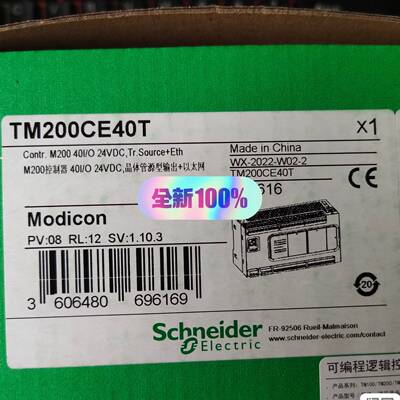 TM200CE40T
X1
Contr. M200 40I/O 24VDC,Tr.Source+Eth
M200控制器 40I/O 24VDC,晶体管源型输出+以太网
Made in China
WX-2022-W02-2
TM200CE40T
616
全新100%
Modicon
PV:08 RL:12 SV:1.10.3
3 606480 696169
20
Schneider
Electric
FR-92506 Rueil-Malmaison
www.schneider-electric.com/contact
可编程逻辑控